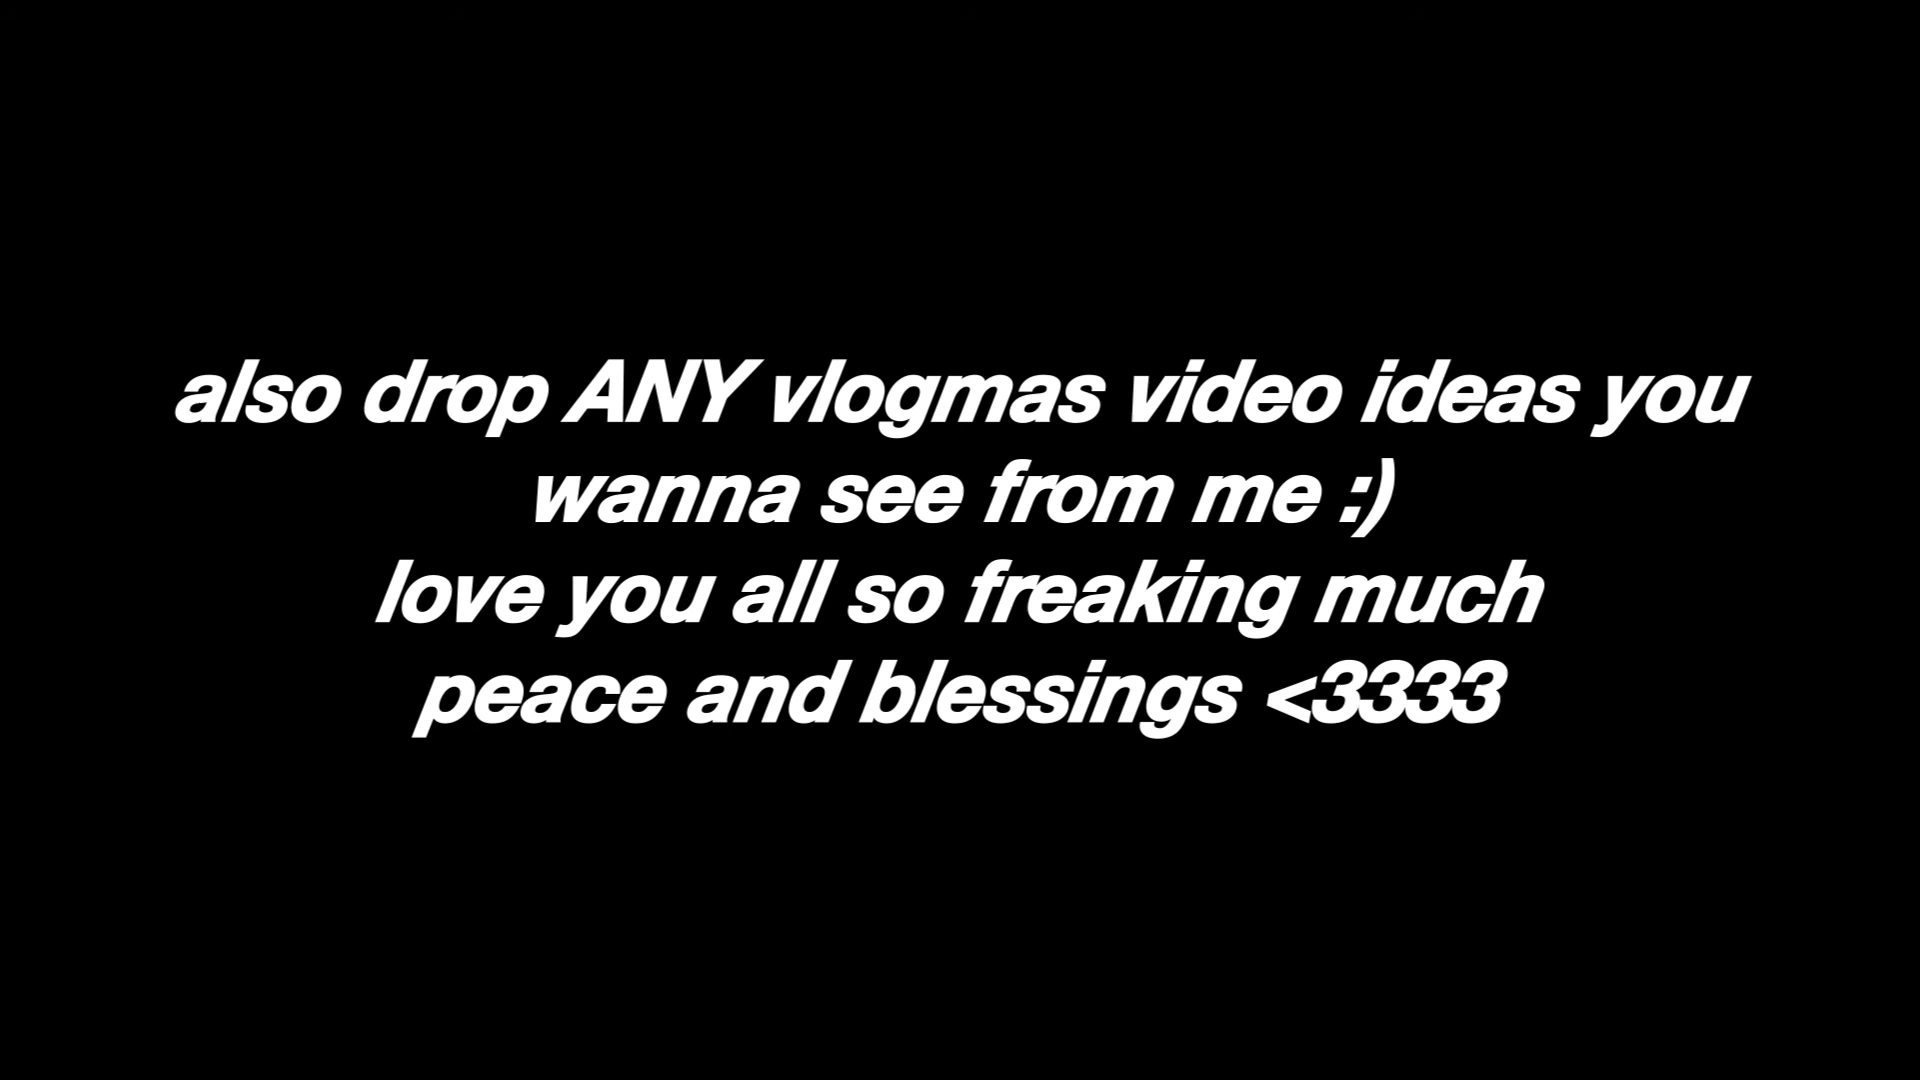 also drop ANY vlogmas video ideas you
wanna see from me :)
love you all so freaking much
peace and blessings <3333